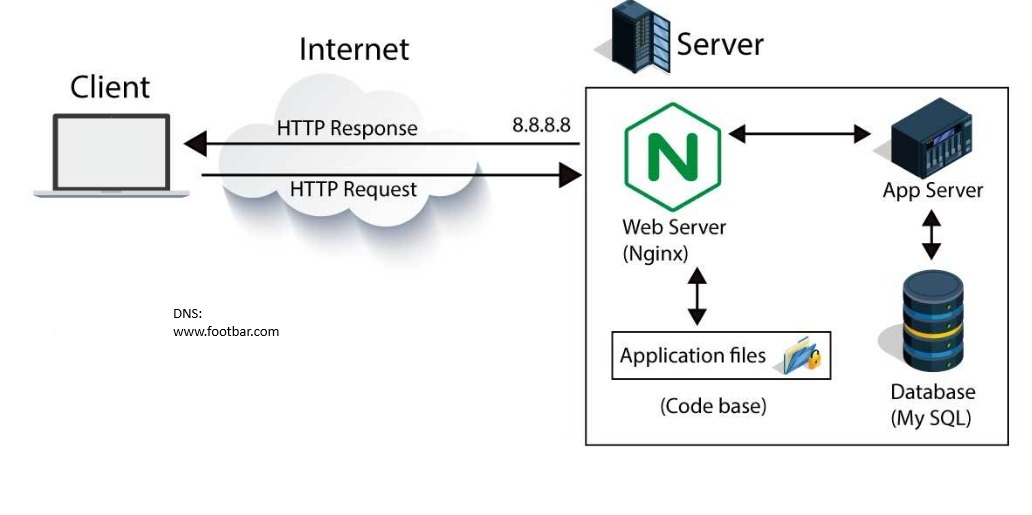 Internet
Server
Client
HTTP Response
8.8.8.8
HTTP Request
N
App Server
Web Server
(Nginx)
DNS:
www.footbar.com
Application files
(Code base)
Database
(My SQL)